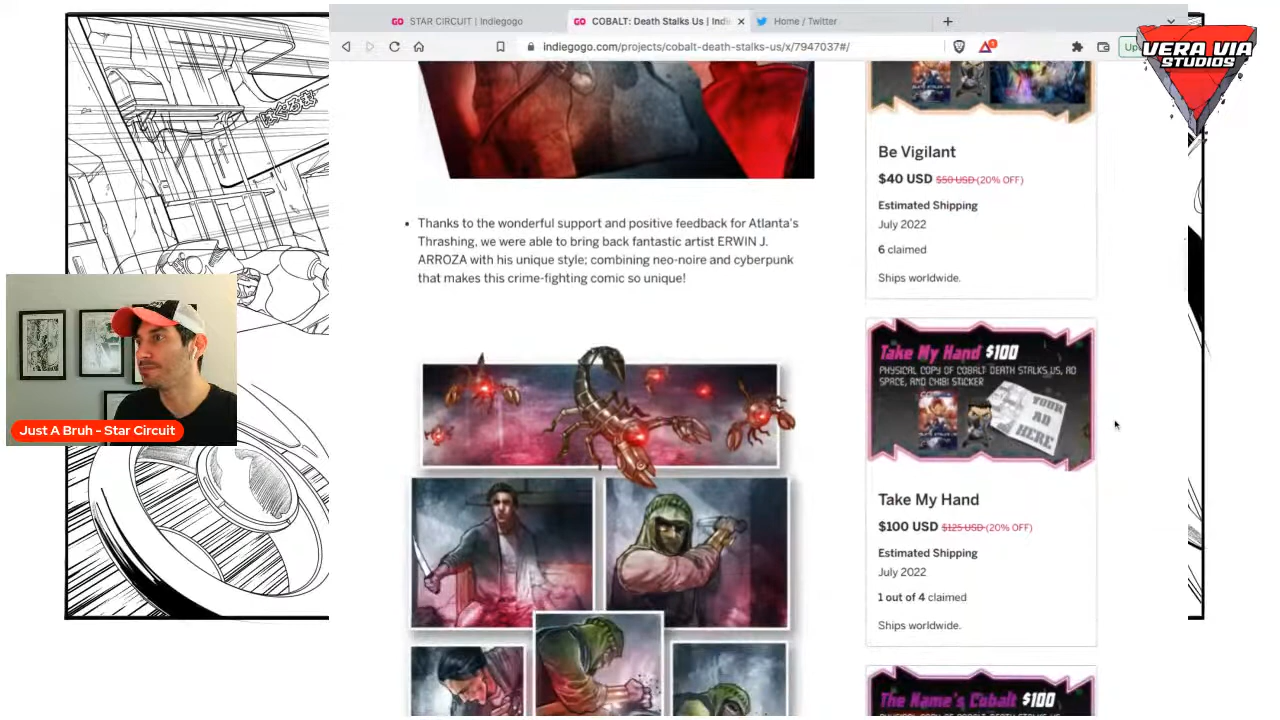 STAR CIRCUIT | Indiegogo
COBALT: Death Stalks Us | Indi
Home / Twitter
indiegogo.com/projects/cobalt-death-stalks-us/x/7947037#/
VERA VIA
STUDIOS
Be Vigilant
$40 USD $50 USD (20% OFF)
Estimated Shipping
July 2022
6 claimed
Ships worldwide.
Thanks to the wonderful support and positive feedback for Atlanta's
Thrashing, we were able to bring back fantastic artist ERWIN J.
ARROZA with his unique style; combining neo-noire and cyberpunk
that makes this crime-fighting comic so unique!
Take My Hand $100
PHYSICAL COPY OF COBALT: DEATH STALKS US, AD
SPACE, AND CHIBI STICKER
YOUR
AD
HERE
Take My Hand
$100 USD $125 USD (20% OFF)
Estimated Shipping
July 2022
1 out of 4 claimed
Ships worldwide.
The Name's Cobalt $100
Just A Bruh - Star Circuit